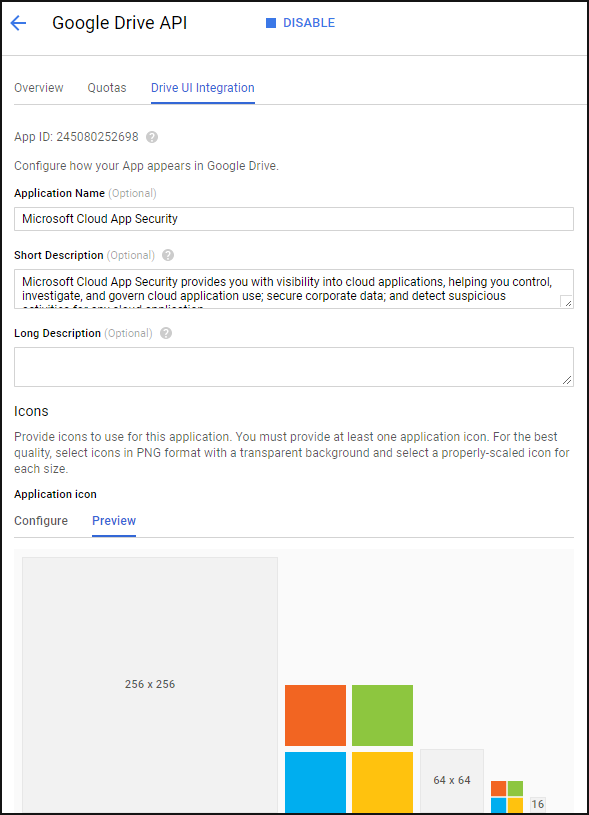 Google Drive API
DISABLE
Overview Quotas Drive UI Integration
App ID: 245080252698 ?
Configure how your App appears in Google Drive.
Application Name (Optional)
Microsoft Cloud App Security
Short Description (Optional) ?
Microsoft Cloud App Security provides you with visibility into cloud applications, helping you control,
investigate, and govern cloud application use; secure corporate data; and detect suspicious
activities for any cloud application
Long Description (Optional) ?
Icons
Provide icons to use for this application. You must provide at least one application icon. For the best
quality, select icons in PNG format with a transparent background and select a properly-scaled icon for
each size.
Application icon
Configure Preview
256 x 256
64 x 64
16